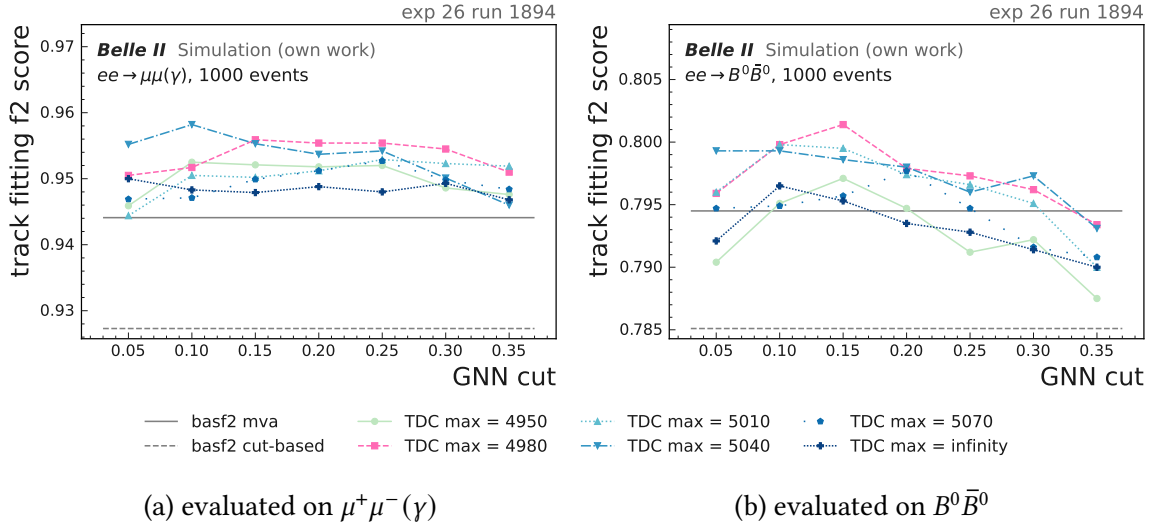 exp 26 run 1894
Belle II Simulation (own work)
ee → μμ(γ), 1000 events
track fitting f2 score
0.97
0.96
0.95
0.94
0.93
0.05 0.10 0.15 0.20 0.25 0.30 0.35
GNN cut
exp 26 run 1894
Belle II Simulation (own work)
ee → B⁰B̄⁰, 1000 events
track fitting f2 score
0.805
0.800
0.795
0.790
0.785
0.05 0.10 0.15 0.20 0.25 0.30 0.35
GNN cut
basf2 mva
basf2 cut-based
TDC max = 4950
TDC max = 4980
TDC max = 5010
TDC max = 5040
TDC max = 5070
TDC max = infinity
(a) evaluated on μ⁺μ⁻(γ)
(b) evaluated on B⁰B̄⁰